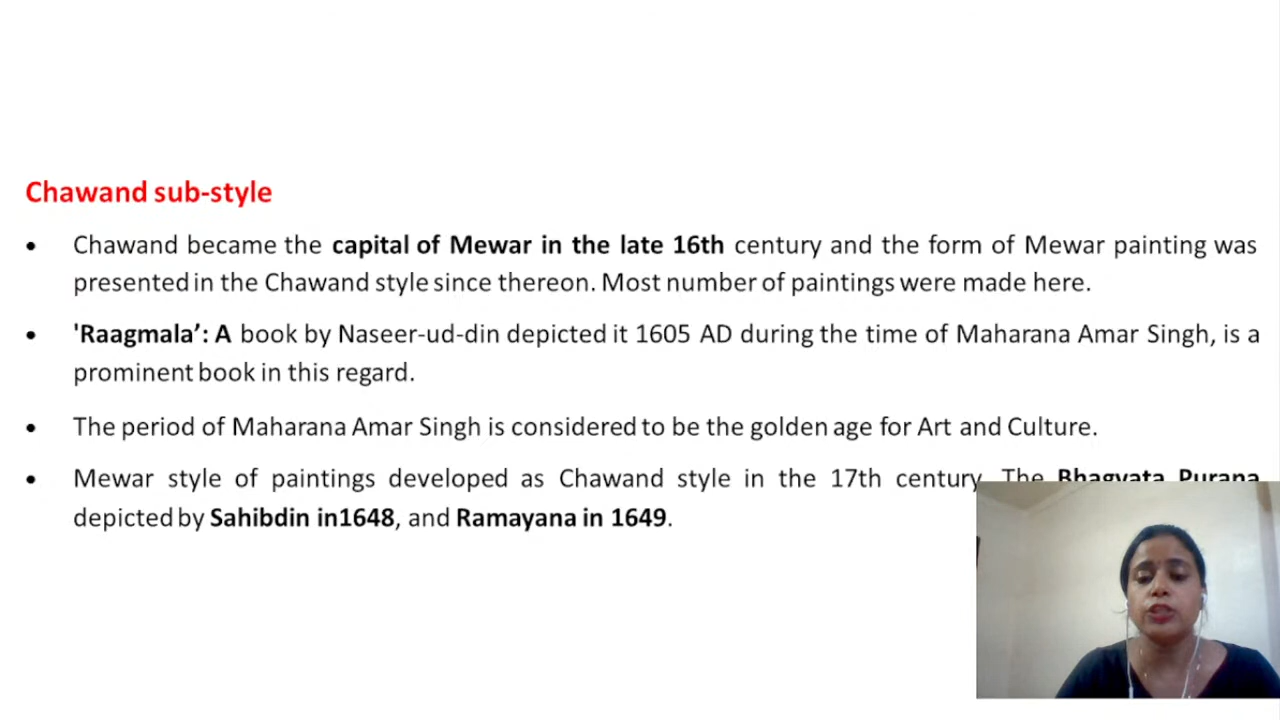 Chawand sub-style
• Chawand became the capital of Mewar in the late 16th century and the form of Mewar painting was
presented in the Chawand style since thereon. Most number of paintings were made here.
• 'Raagmala’: A book by Naseer-ud-din depicted it 1605 AD during the time of Maharana Amar Singh, is a
prominent book in this regard.
• The period of Maharana Amar Singh is considered to be the golden age for Art and Culture.
• Mewar style of paintings developed as Chawand style in the 17th century. The Bhagvata Purana
depicted by Sahibdin in1648, and Ramayana in 1649.